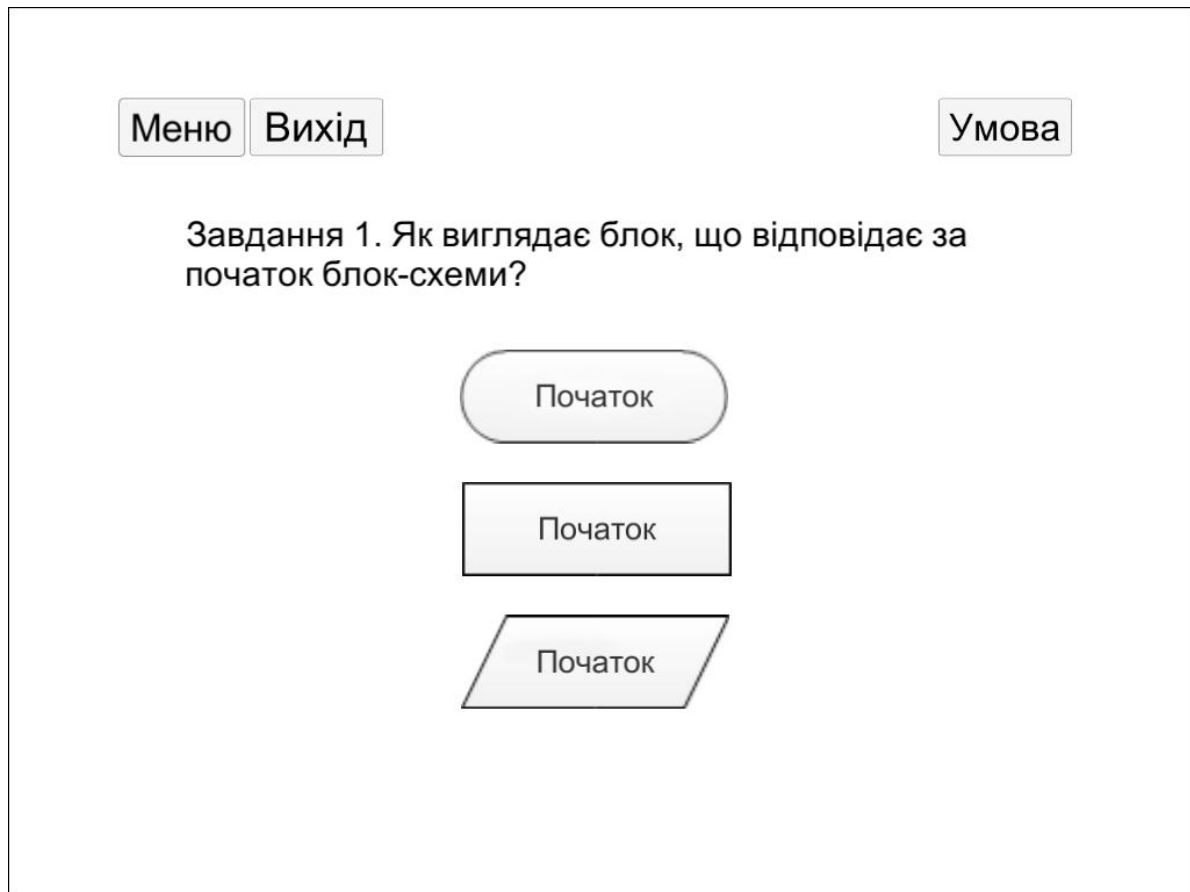 Меню Вихід Умова
Завдання 1. Як виглядає блок, що відповідає за
початок блок-схеми?
Початок
Початок
Початок